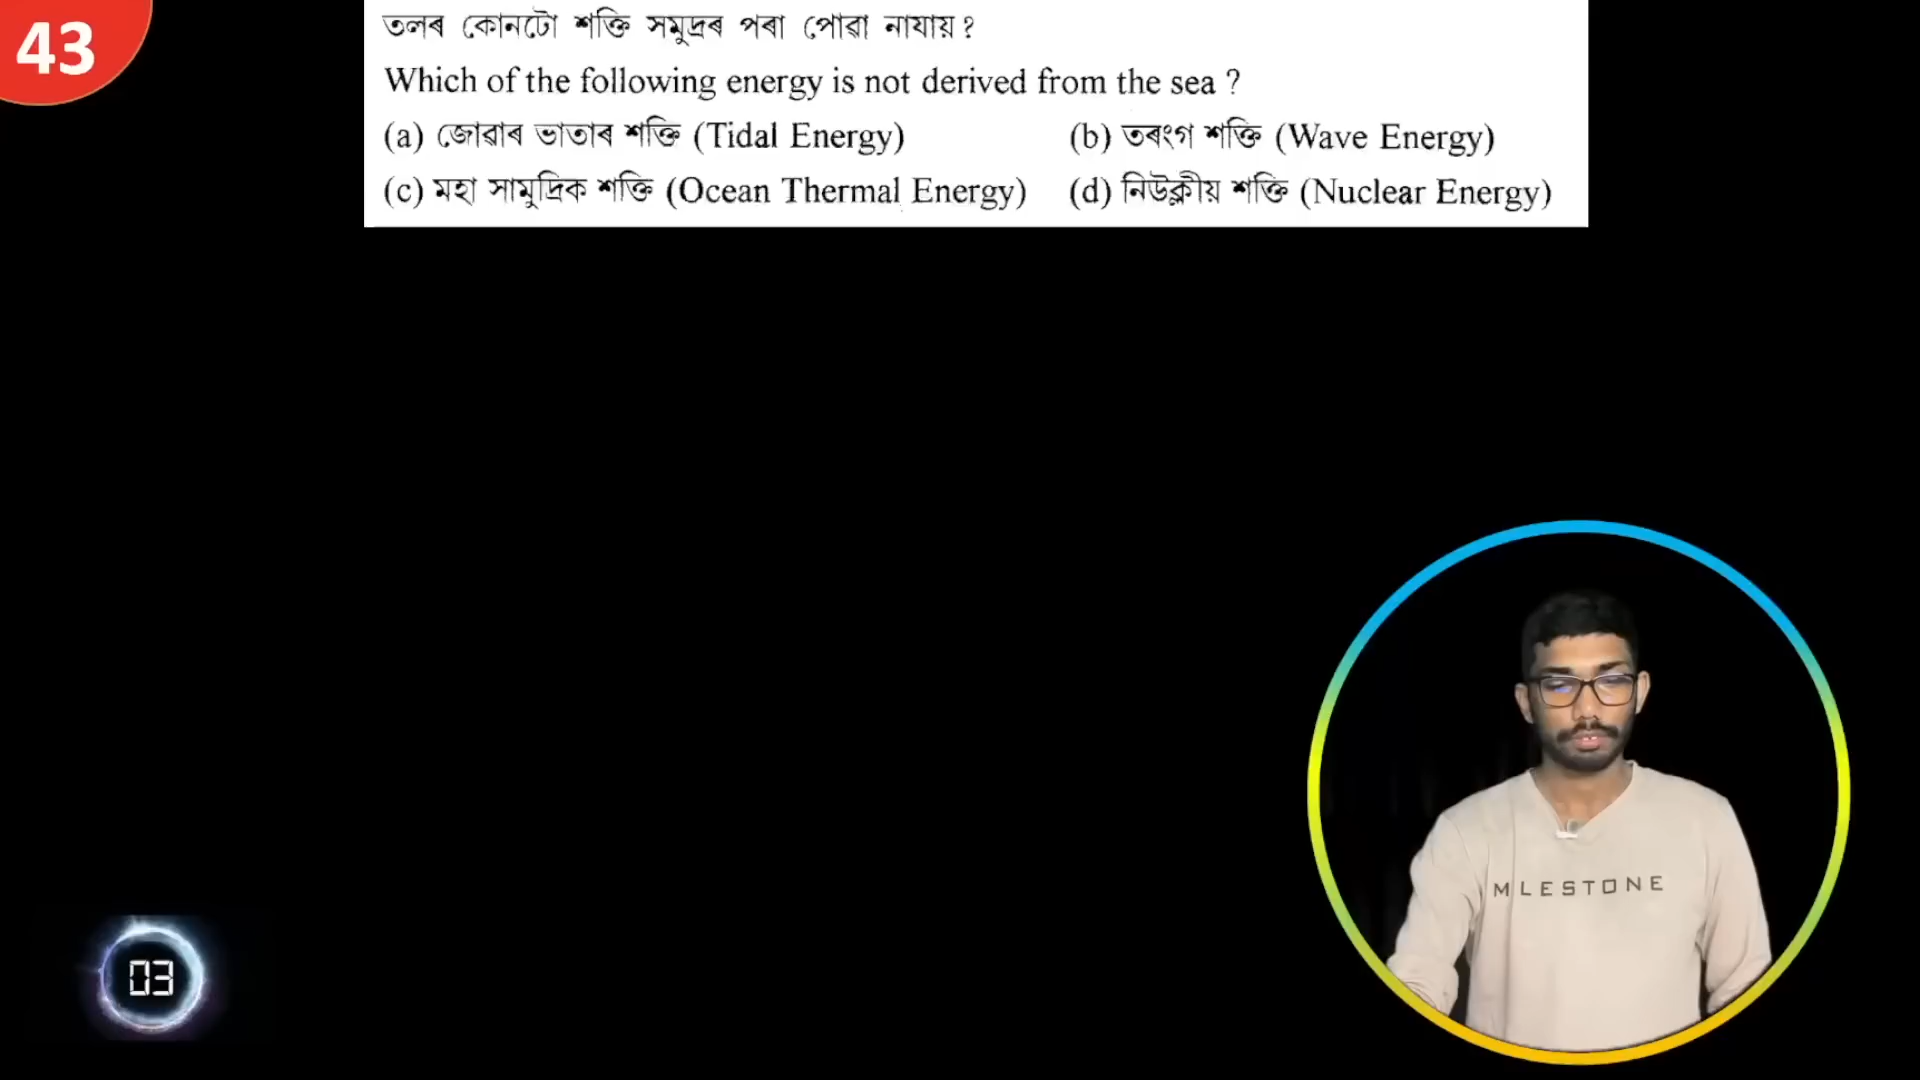 43
তলৰ কোনটো শক্তি সমুদ্ৰৰ পৰা পোৱা নাযায় ?
Which of the following energy is not derived from the sea ?
(a) জোৱাৰ ভাতাৰ শক্তি (Tidal Energy)
(b) তৰংগ শক্তি (Wave Energy)
(c) মহা সামুদ্ৰিক শক্তি (Ocean Thermal Energy)
(d) নিউক্লীয় শক্তি (Nuclear Energy)
MLESTONE
03